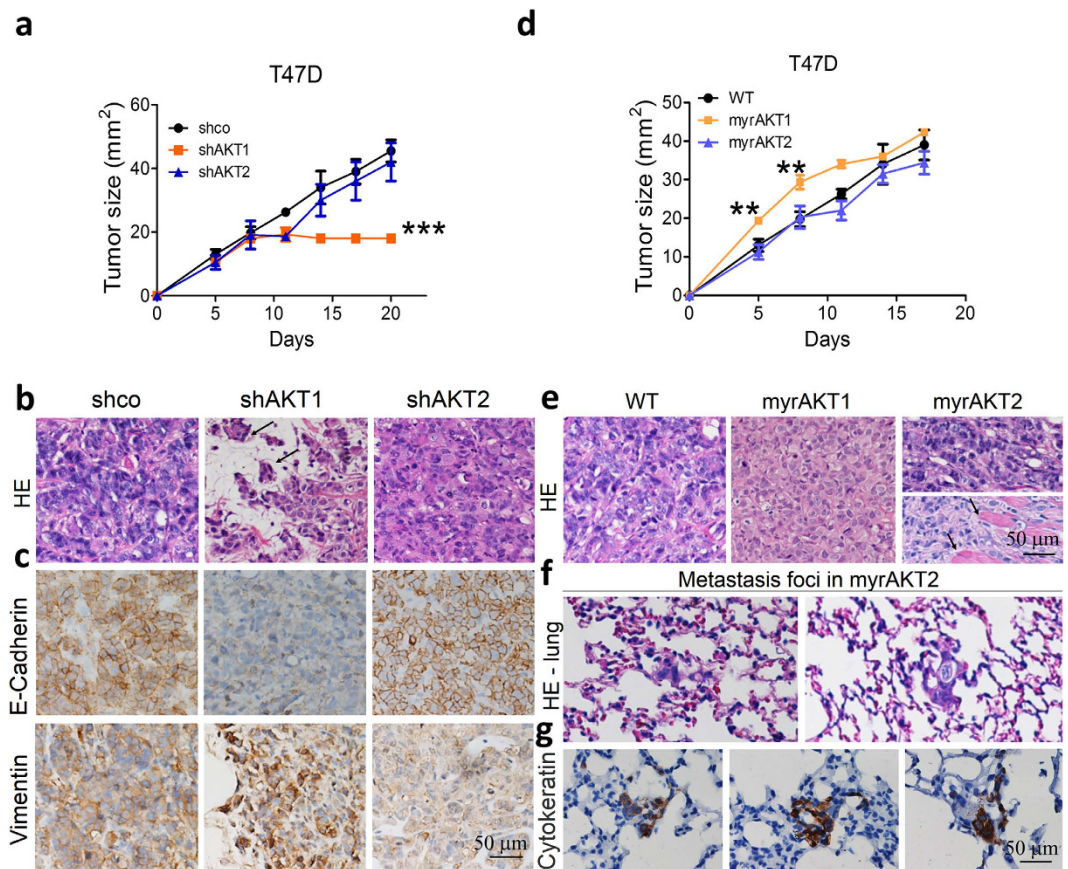 a
T47D
Tumor size (mm²)
60
40
20
0
shco
shAKT1
shAKT2
***
0 5 10 15 20
Days
d
T47D
Tumor size (mm²)
50
40
30
20
10
0
WT
myrAKT1
myrAKT2
**
**
0 5 10 15 20
Days
b
shco shAKT1 shAKT2
HE
c
E-Cadherin
Vimentin
50 µm
e
WT myrAKT1 myrAKT2
HE
50 µm
f
Metastasis foci in myrAKT2
HE - lung
g
Cytokeratin
50 µm